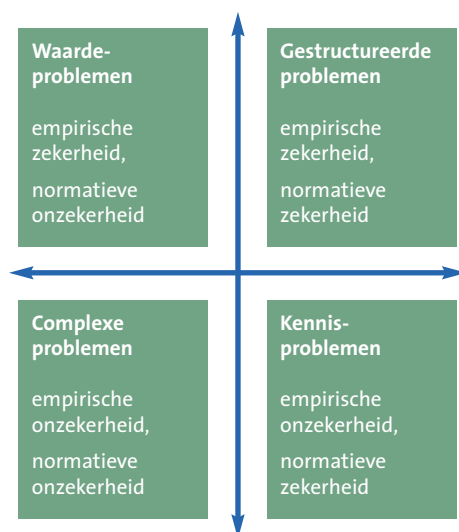 Waarde-
problemen
empirische
zekerheid,
normatieve
onzekerheid
Gestructureerde
problemen
empirische
zekerheid,
normatieve
zekerheid
Complexe
problemen
empirische
onzekerheid,
normatieve
onzekerheid
Kennis-
problemen
empirische
onzekerheid,
normatieve
zekerheid